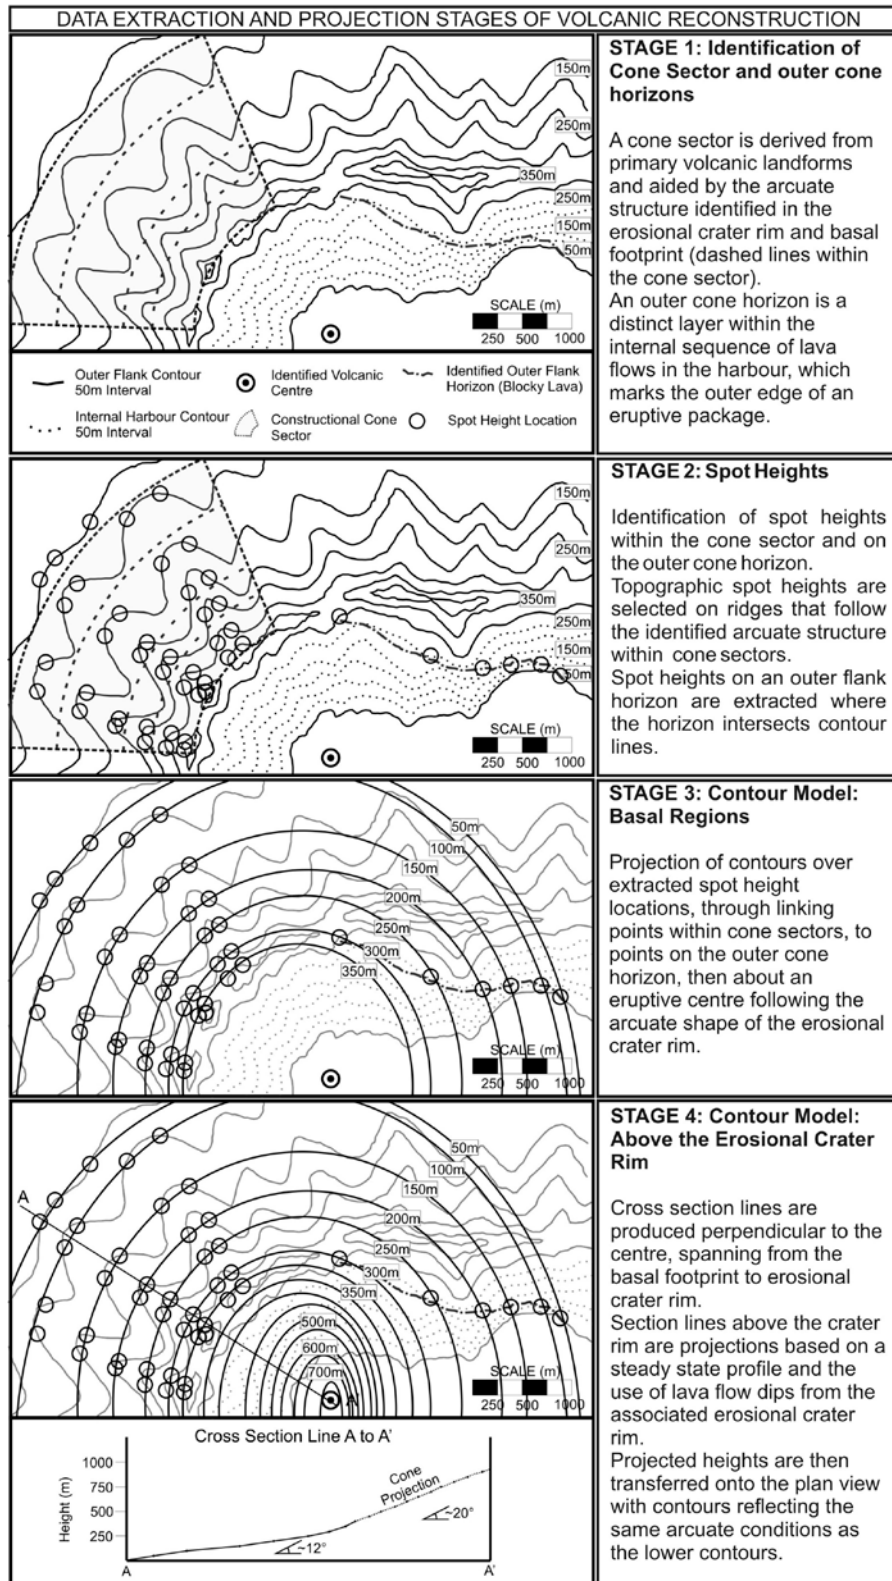 DATA EXTRACTION AND PROJECTION STAGES OF VOLCANIC RECONSTRUCTION
150m
250m
350m
250m
150m
50m
SCALE (m)
250 500 1000
Outer Flank Contour
50m Interval
Identified Volcanic
Centre
Identified Outer Flank
Horizon (Blocky Lava)
Internal Harbour Contour
50m Interval
Constructional Cone
Sector
Spot Height Location
STAGE 1: Identification of
Cone Sector and outer cone
horizons
A cone sector is derived from
primary volcanic landforms
and aided by the arcuate
structure identified in the
erosional crater rim and basal
footprint (dashed lines within
the cone sector).
An outer cone horizon is a
distinct layer within the
internal sequence of lava
flows in the harbour, which
marks the outer edge of an
eruptive package.
150m
250m
350m
250m
150m
50m
SCALE (m)
250 500 1000
STAGE 2: Spot Heights
Identification of spot heights
within the cone sector and on
the outer cone horizon.
Topographic spot heights are
selected on ridges that follow
the identified arcuate structure
within cone sectors.
Spot heights on an outer flank
horizon are extracted where
the horizon intersects contour
lines.
50m
100m
150m
200m
250m
300m
350m
SCALE (m)
250 500 1000
STAGE 3: Contour Model:
Basal Regions
Projection of contours over
extracted spot height
locations, through linking
points within cone sectors, to
points on the outer cone
horizon, then about an
eruptive centre following the
arcuate shape of the erosional
crater rim.
A
50m
100m
150m
200m
250m
300m
350m
500m
600m
700m
A'
SCALE (m)
250 500 1000
Cross Section Line A to A'
Height (m)
1000
750
500
250
Cone
Projection
~20°
~12°
A
A'
STAGE 4: Contour Model:
Above the Erosional Crater
Rim
Cross section lines are
produced perpendicular to the
centre, spanning from the
basal footprint to erosional
crater rim.
Section lines above the crater
rim are projections based on a
steady state profile and the
use of lava flow dips from the
associated erosional crater
rim.
Projected heights are then
transferred onto the plan view
with contours reflecting the
same arcuate conditions as
the lower contours.